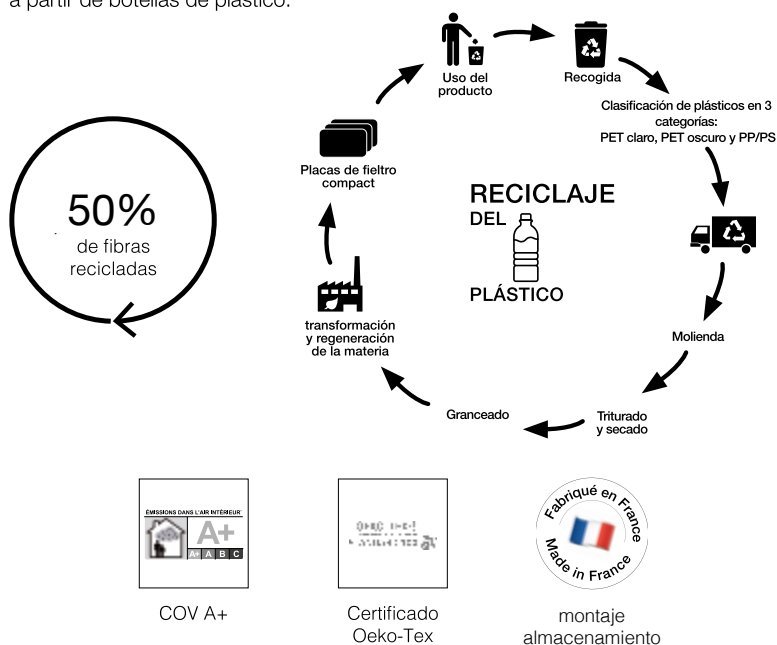 a partir de botellas de plástico.
50%
de fibras
recicladas
Uso del
producto
Recogida
Clasificación de plásticos en 3
categorías:
PET claro, PET oscuro y PP/PS
Molienda
Triturado
y secado
Granceado
transformación
y regeneración
de la materia
Placas de fieltro
compact
RECICLAJE
DEL
PLÁSTICO
ÉMISSIONS DANS L'AIR INTÉRIEUR
A+
A+ A B C
COV A+
Certificado
Oeko-Tex
Fabriqué en France
Made in France
montaje
almacenamiento